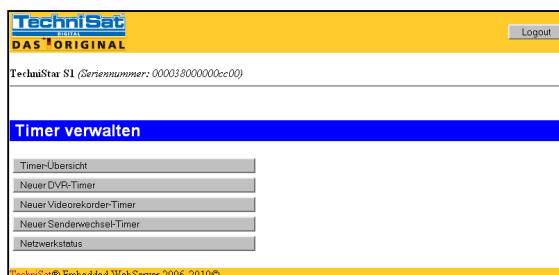 TechniSat
DIGITAL
DAS ORIGINAL
Logout
TechniStar S1 (Seriennummer: 000038000000cc00)
Timer verwalten
Timer-Übersicht
Neuer DVR-Timer
Neuer Videorekorder-Timer
Neuer Senderwechsel-Timer
Netzwerkstatus
TechniSat® Embedded WebServer 2006-2010©